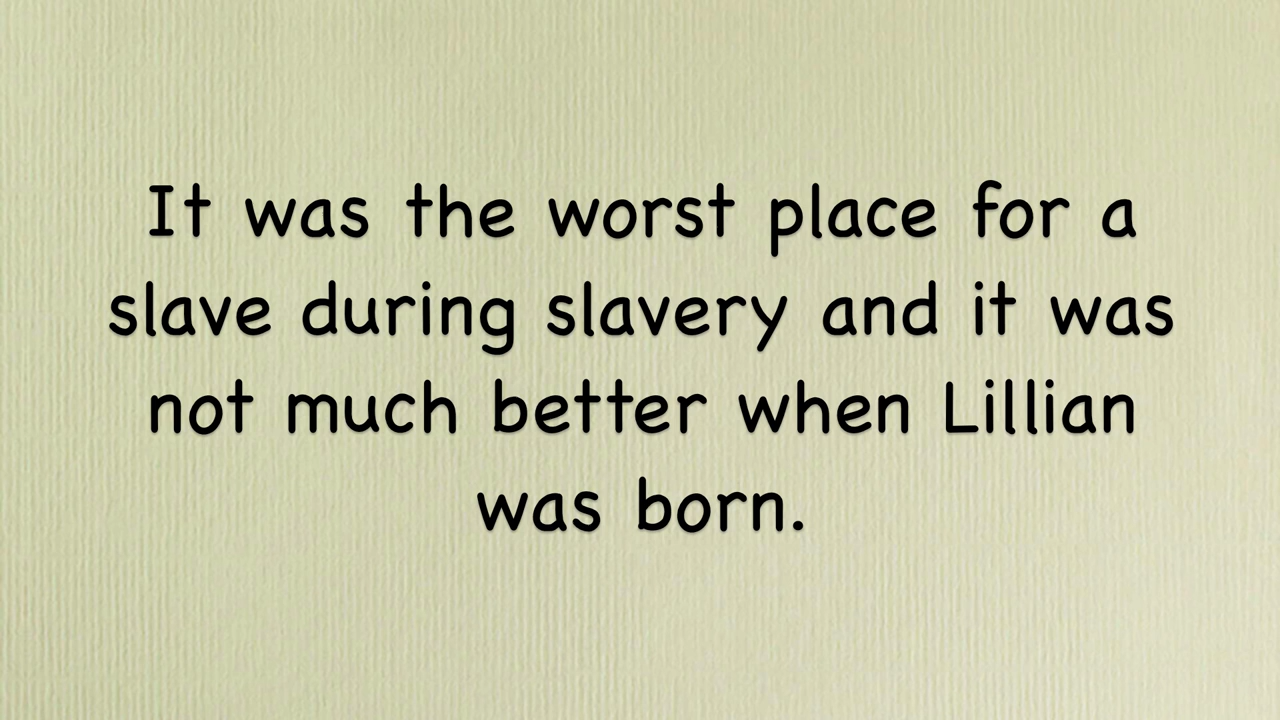 It was the worst place for a
slave during slavery and it was
not much better when Lillian
was born.